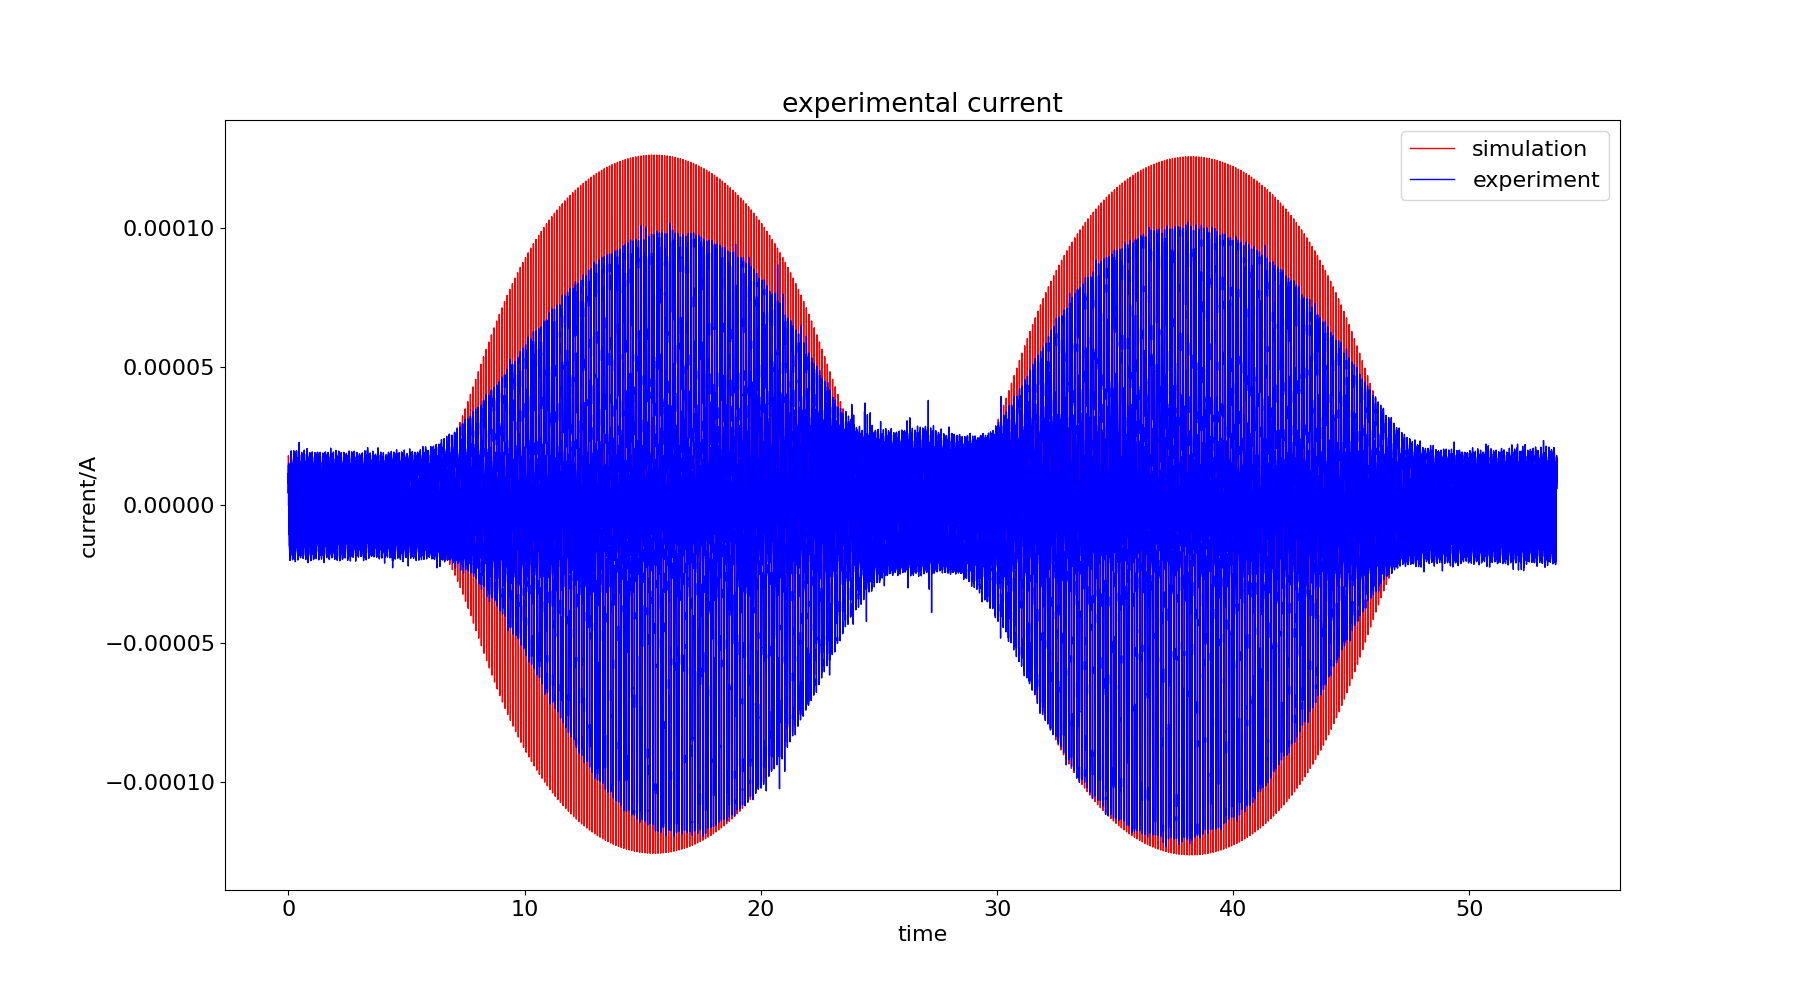 experimental current
simulation
experiment
0.00010
0.00005
0.00000
−0.00005
−0.00010
current/A
0 10 20 30 40 50
time